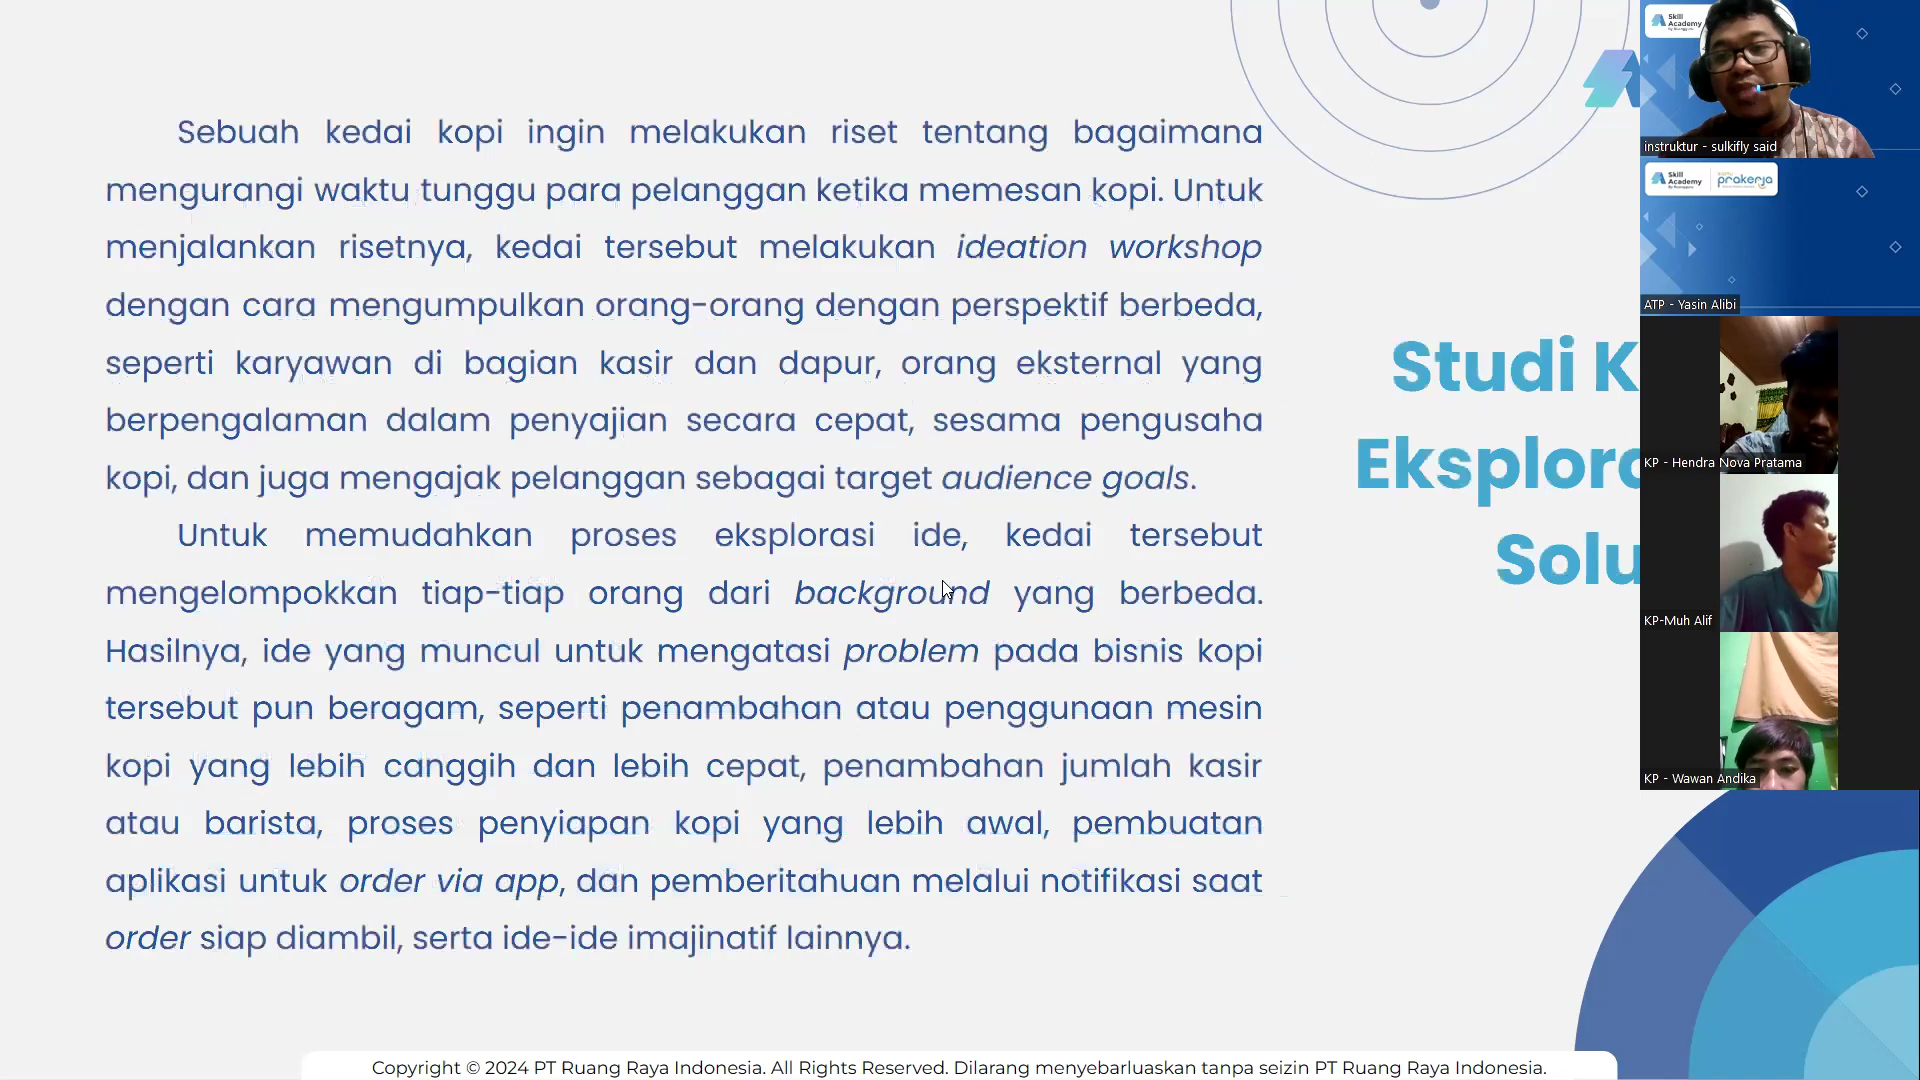 Sebuah kedai kopi ingin melakukan riset tentang bagaimana
mengurangi waktu tunggu para pelanggan ketika memesan kopi. Untuk
menjalankan risetnya, kedai tersebut melakukan ideation workshop
dengan cara mengumpulkan orang-orang dengan perspektif berbeda,
seperti karyawan di bagian kasir dan dapur, orang eksternal yang
berpengalaman dalam penyajian secara cepat, sesama pengusaha
kopi, dan juga mengajak pelanggan sebagai target audience goals.
Untuk memudahkan proses eksplorasi ide, kedai tersebut
mengelompokkan tiap-tiap orang dari background yang berbeda.
Hasilnya, ide yang muncul untuk mengatasi problem pada bisnis kopi
tersebut pun beragam, seperti penambahan atau penggunaan mesin
kopi yang lebih canggih dan lebih cepat, penambahan jumlah kasir
atau barista, proses penyiapan kopi yang lebih awal, pembuatan
aplikasi untuk order via app, dan pemberitahuan melalui notifikasi saat
order siap diambil, serta ide-ide imajinatif lainnya.
Studi K
Eksplora
Solu
Skill
Academy
instruktur - sulkifly said
Skill
Academy
prakerja
ATP - Yasin Alibi
KP - Hendra Nova Pratama
KP-Muh Alif
KP - Wawan Andika
Copyright © 2024 PT Ruang Raya Indonesia. All Rights Reserved. Dilarang menyebarluaskan tanpa seizin PT Ruang Raya Indonesia.